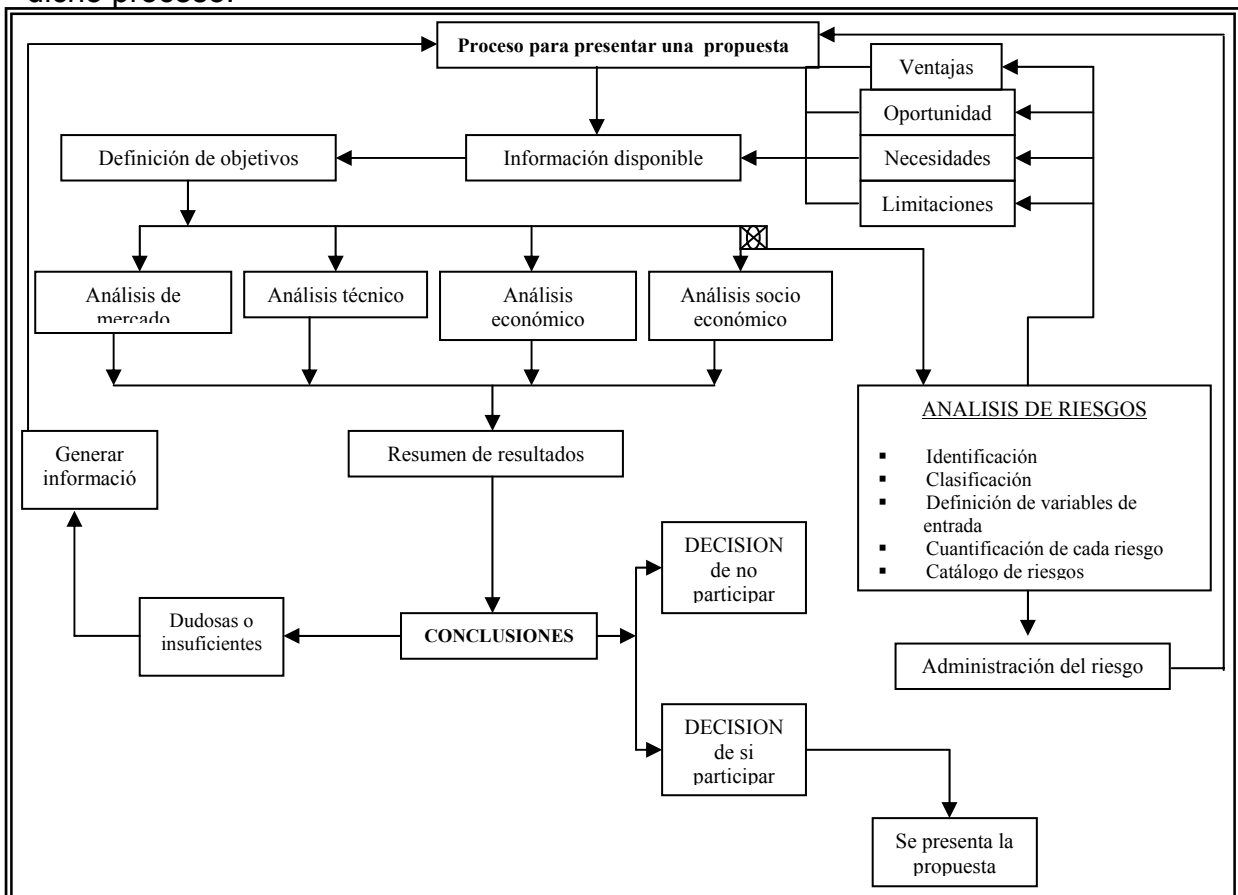 dicho proceso.
Proceso para presentar una propuesta
Ventajas
Oportunidad
Definición de objetivos
Información disponible
Necesidades
Limitaciones
Análisis de
mercado
Análisis técnico
Análisis
económico
Análisis socio
económico
ANALISIS DE RIESGOS
▪ Identificación
▪ Clasificación
▪ Definición de variables de
entrada
▪ Cuantificación de cada riesgo
▪ Catálogo de riesgos
Generar
informació
Resumen de resultados
DECISION
de no
participar
Dudosas o
insuficientes
CONCLUSIONES
Administración del riesgo
DECISION
de si
participar
Se presenta la
propuesta